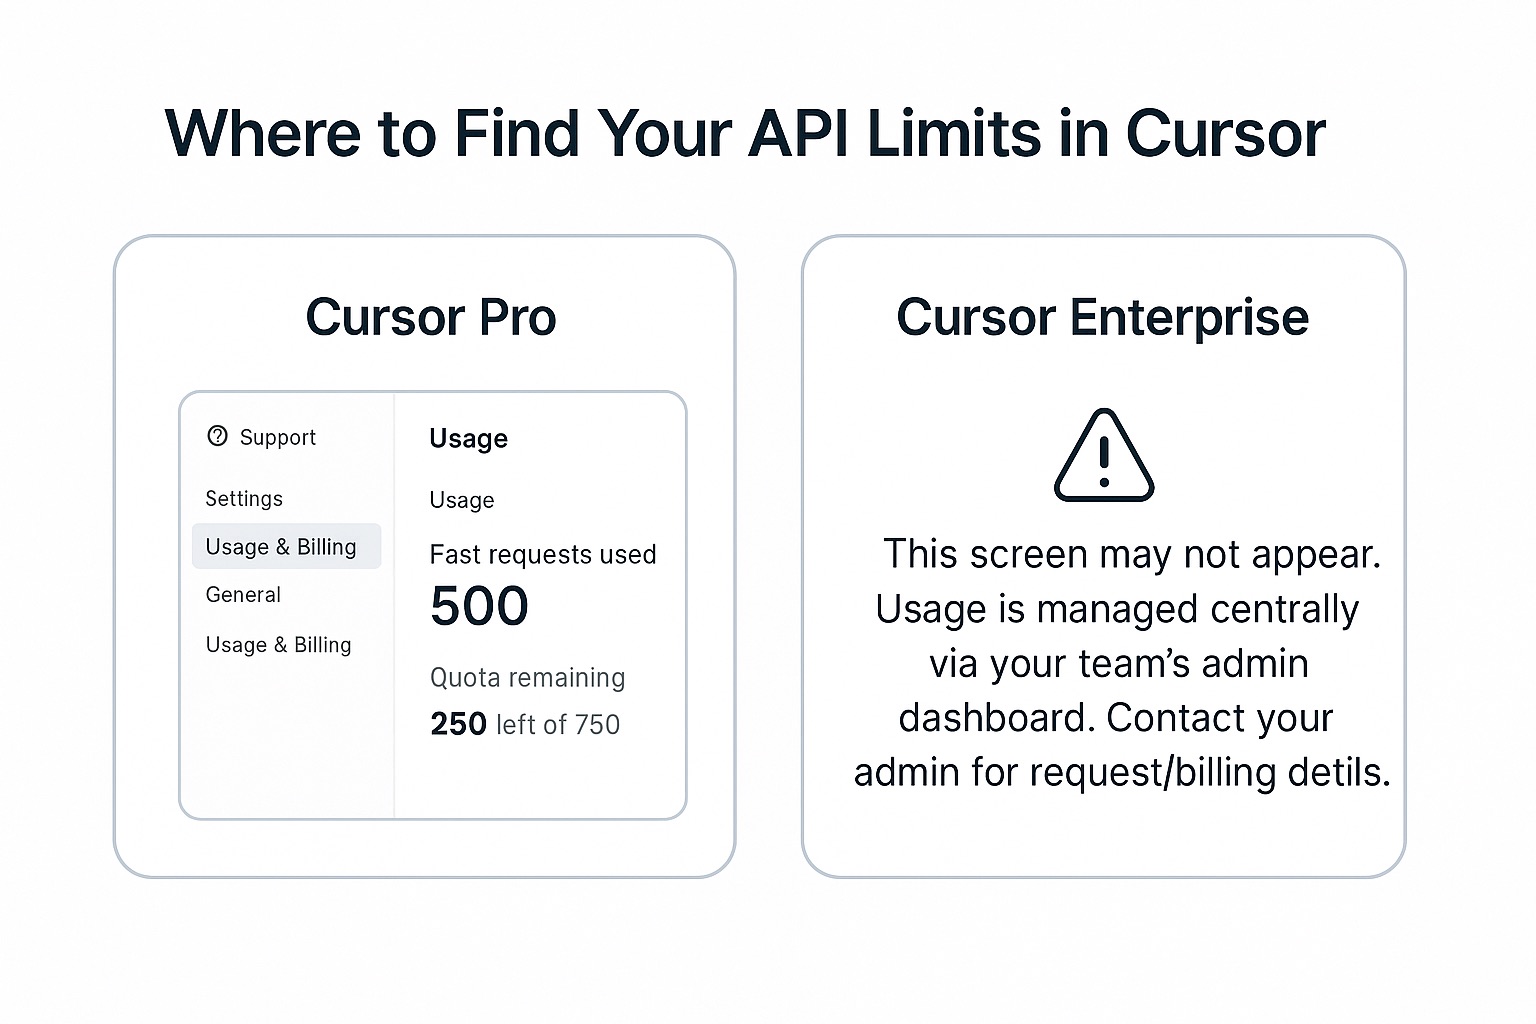 Where to Find Your API Limits in Cursor
Cursor Pro
Support
Settings
Usage & Billing
General
Usage & Billing
Usage
Usage
Fast requests used
500
Quota remaining
250 left of 750
Cursor Enterprise
This screen may not appear.
Usage is managed centrally
via your team’s admin
dashboard. Contact your
admin for request/billing detils.